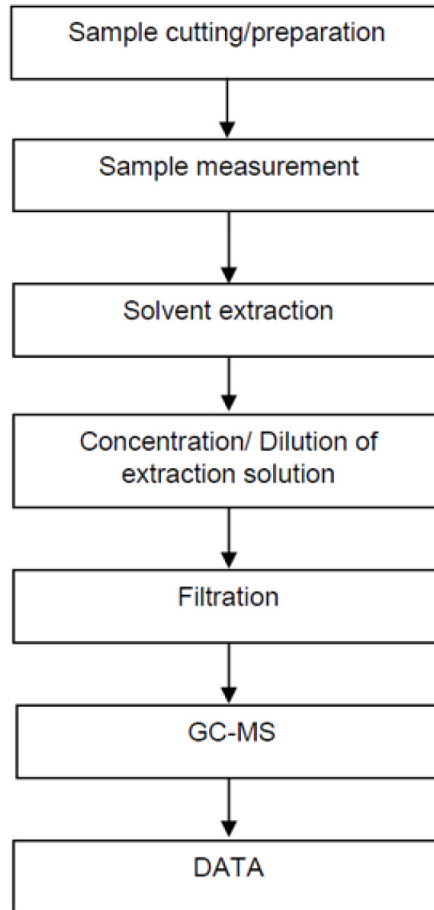 Sample cutting/preparation
Sample measurement
Solvent extraction
Concentration/ Dilution of
extraction solution
Filtration
GC-MS
DATA